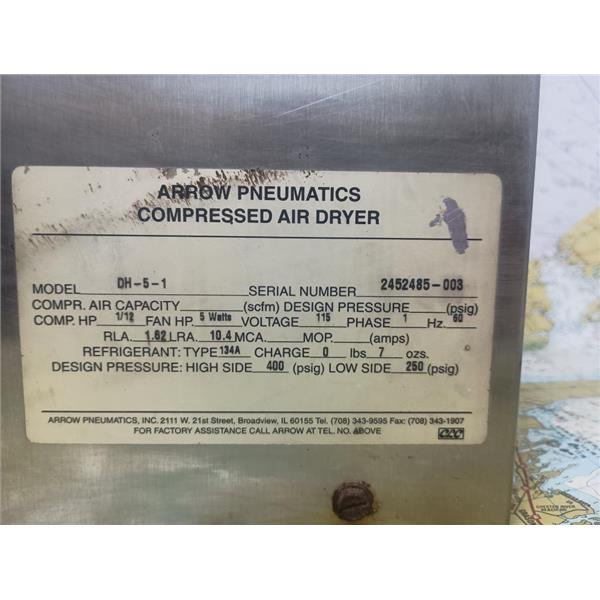 ARROW PNEUMATICS
COMPRESSED AIR DRYER
MODEL DH-5-1 SERIAL NUMBER 2452485-003
COMPR. AIR CAPACITY (scfm) DESIGN PRESSURE (psig)
COMP. HP. 1/12 FAN HP. 5 Watts VOLTAGE 115 PHASE 1 Hz. 60
RLA. 1.62 LRA. 10.4 MCA. MOP. (amps)
REFRIGERANT: TYPE 134A CHARGE 0 lbs 7 ozs.
DESIGN PRESSURE: HIGH SIDE 400 (psig) LOW SIDE 250 (psig)
ARROW PNEUMATICS, INC. 2111 W. 21st Street, Broadview, IL 60155 Tel. (708) 343-9595 Fax: (708) 343-1907
FOR FACTORY ASSISTANCE CALL ARROW AT TEL. NO. ABOVE